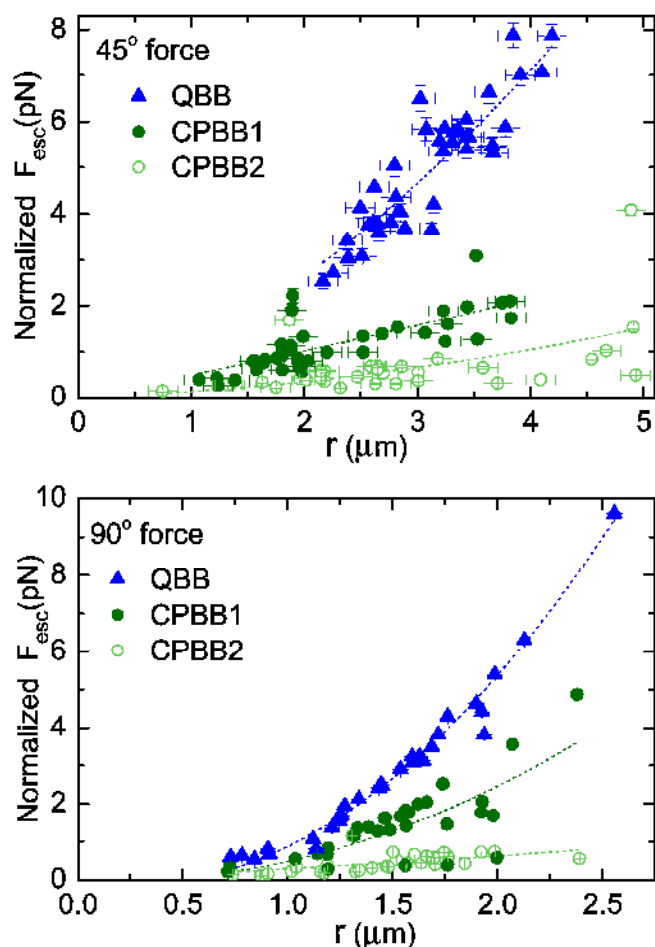 Normalized F_esc(pN)
8
6
4
2
0
45° force
QBB
CPBB1
CPBB2
0 1 2 3 4 5
r (μm)
Normalized F_esc(pN)
10
8
6
4
2
0
90° force
QBB
CPBB1
CPBB2
0.0 0.5 1.0 1.5 2.0 2.5
r (μm)